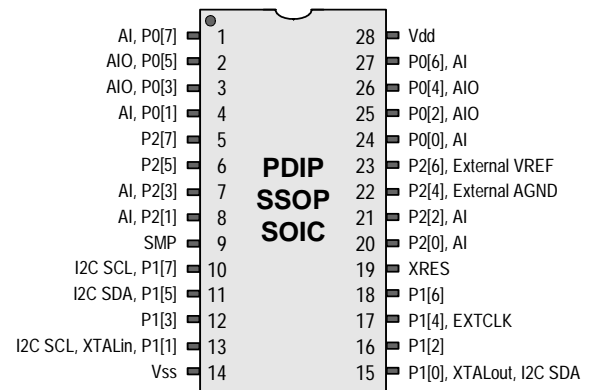 AI, P0[7] 1 28 Vdd
AIO, P0[5] 2 27 P0[6], AI
AIO, P0[3] 3 26 P0[4], AIO
AI, P0[1] 4 25 P0[2], AIO
P2[7] 5 24 P0[0], AI
P2[5] 6 PDIP 23 P2[6], External VREF
AI, P2[3] 7 SSOP 22 P2[4], External AGND
AI, P2[1] 8 SOIC 21 P2[2], AI
SMP 9 20 P2[0], AI
I2C SCL, P1[7] 10 19 XRES
I2C SDA, P1[5] 11 18 P1[6]
P1[3] 12 17 P1[4], EXTCLK
I2C SCL, XTALin, P1[1] 13 16 P1[2]
Vss 14 15 P1[0], XTALout, I2C SDA